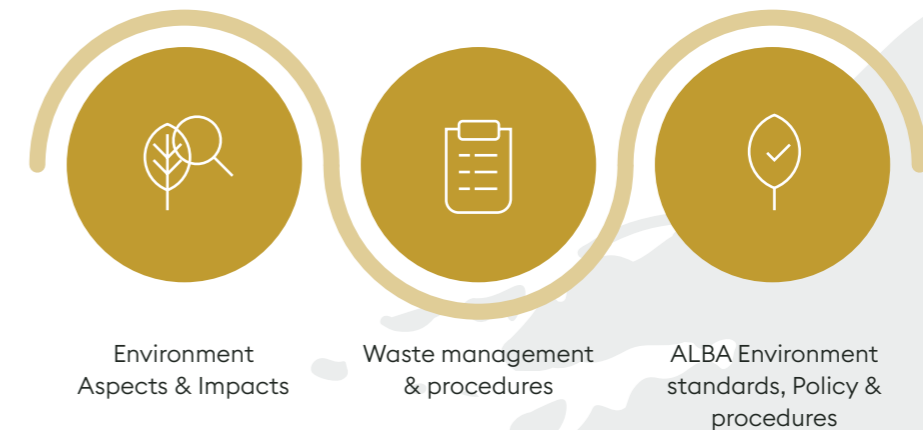 Environment
Aspects & Impacts
Waste management
& procedures
ALBA Environment
standards, Policy &
procedures